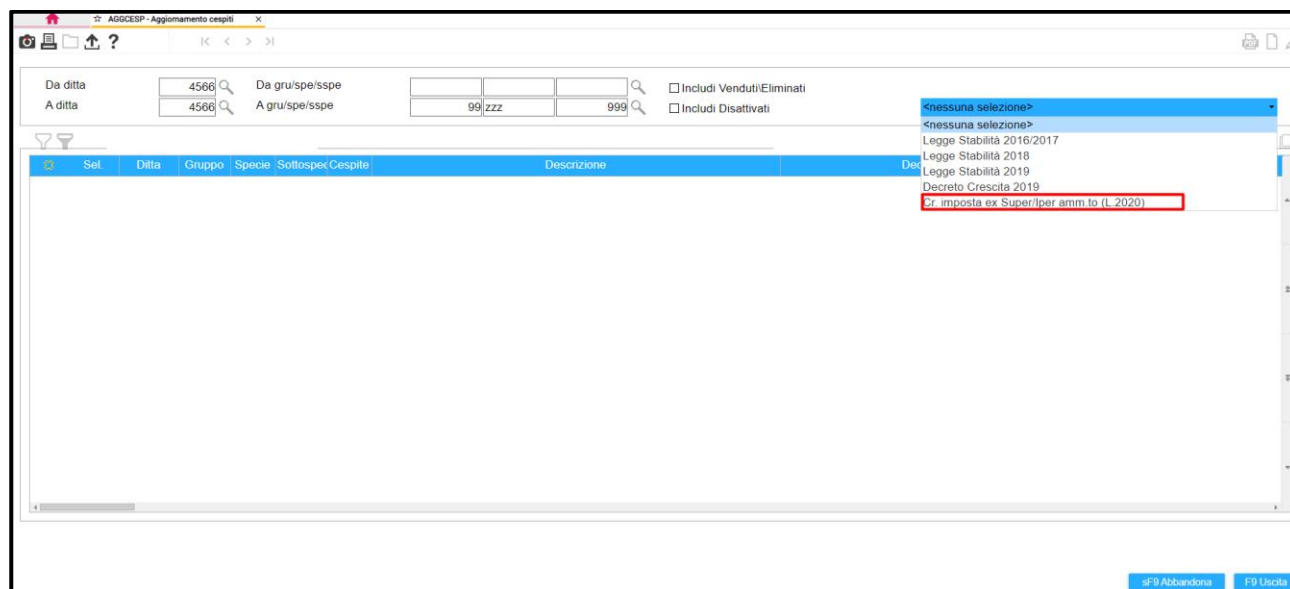 AGGCESP - Aggiornamento cespiti
Da ditta 4566 Da gru/spe/sspe Includi Venduti\Eliminati
A ditta 4566 A gru/spe/sspe 99 zzz 999 Includi Disattivati
<nessuna selezione>
<nessuna selezione>
Legge Stabilità 2016/2017
Legge Stabilità 2018
Legge Stabilità 2019
Decreto Crescita 2019
Cr. imposta ex Super/Iper amm.to (L.2020)
Sel. Ditta Gruppo Specie Sottospec Cespite Descrizione Dec
sF9 Abbandona F9 Uscita